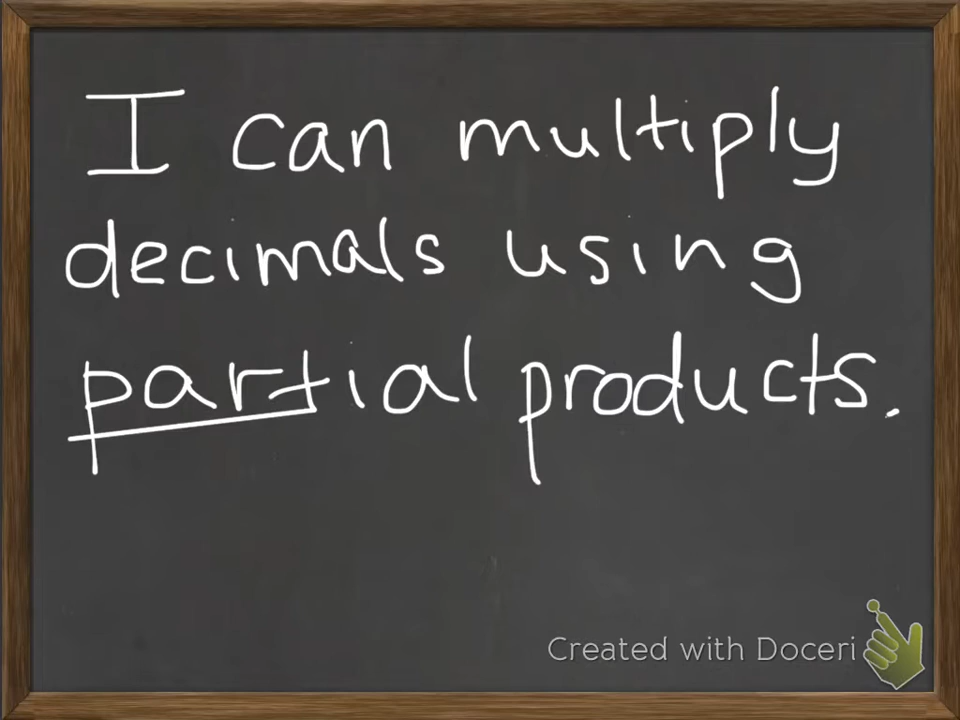 I can multiply
decimals using
partial products.
Created with Doceri